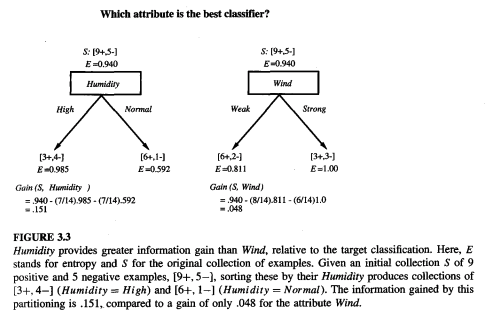 Which attribute is the best classifier?
S: [9+,5-]
E =0.940
Humidity
High
Normal
[3+,4-]
E =0.985
[6+,1-]
E =0.592
Gain (S, Humidity )
= .940 - (7/14).985 - (7/14).592
= .151
S: [9+,5-]
E =0.940
Wind
Weak
Strong
[6+,2-]
E =0.811
[3+,3-]
E =1.00
Gain (S, Wind)
= .940 - (8/14).811 - (6/14)1.0
= .048
FIGURE 3.3
Humidity provides greater information gain than Wind, relative to the target classification. Here, E
stands for entropy and S for the original collection of examples. Given an initial collection S of 9
positive and 5 negative examples, [9+, 5−], sorting these by their Humidity produces collections of
[3+, 4−] (Humidity = High) and [6+, 1−] (Humidity = Normal). The information gained by this
partitioning is .151, compared to a gain of only .048 for the attribute Wind.